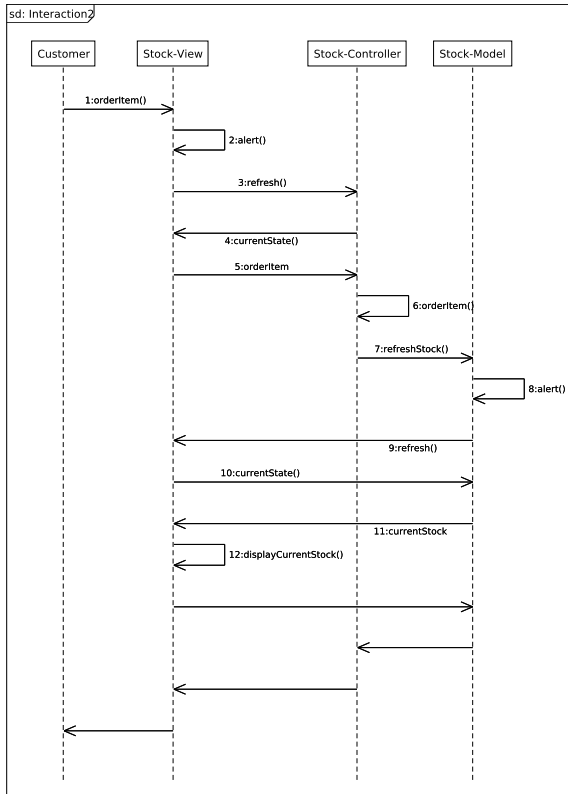 sd: Interaction2
Customer
Stock-View
Stock-Controller
Stock-Model
1:orderItem()
2:alert()
3:refresh()
4:currentState()
5:orderItem
6:orderItem()
7:refreshStock()
8:alert()
9:refresh()
10:currentState()
11:currentStock
12:displayCurrentStock()